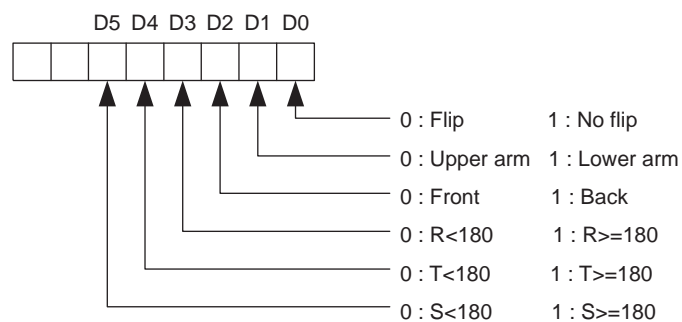 D5 D4 D3 D2 D1 D0
0 : Flip 1 : No flip
0 : Upper arm 1 : Lower arm
0 : Front 1 : Back
0 : R<180 1 : R>=180
0 : T<180 1 : T>=180
0 : S<180 1 : S>=180